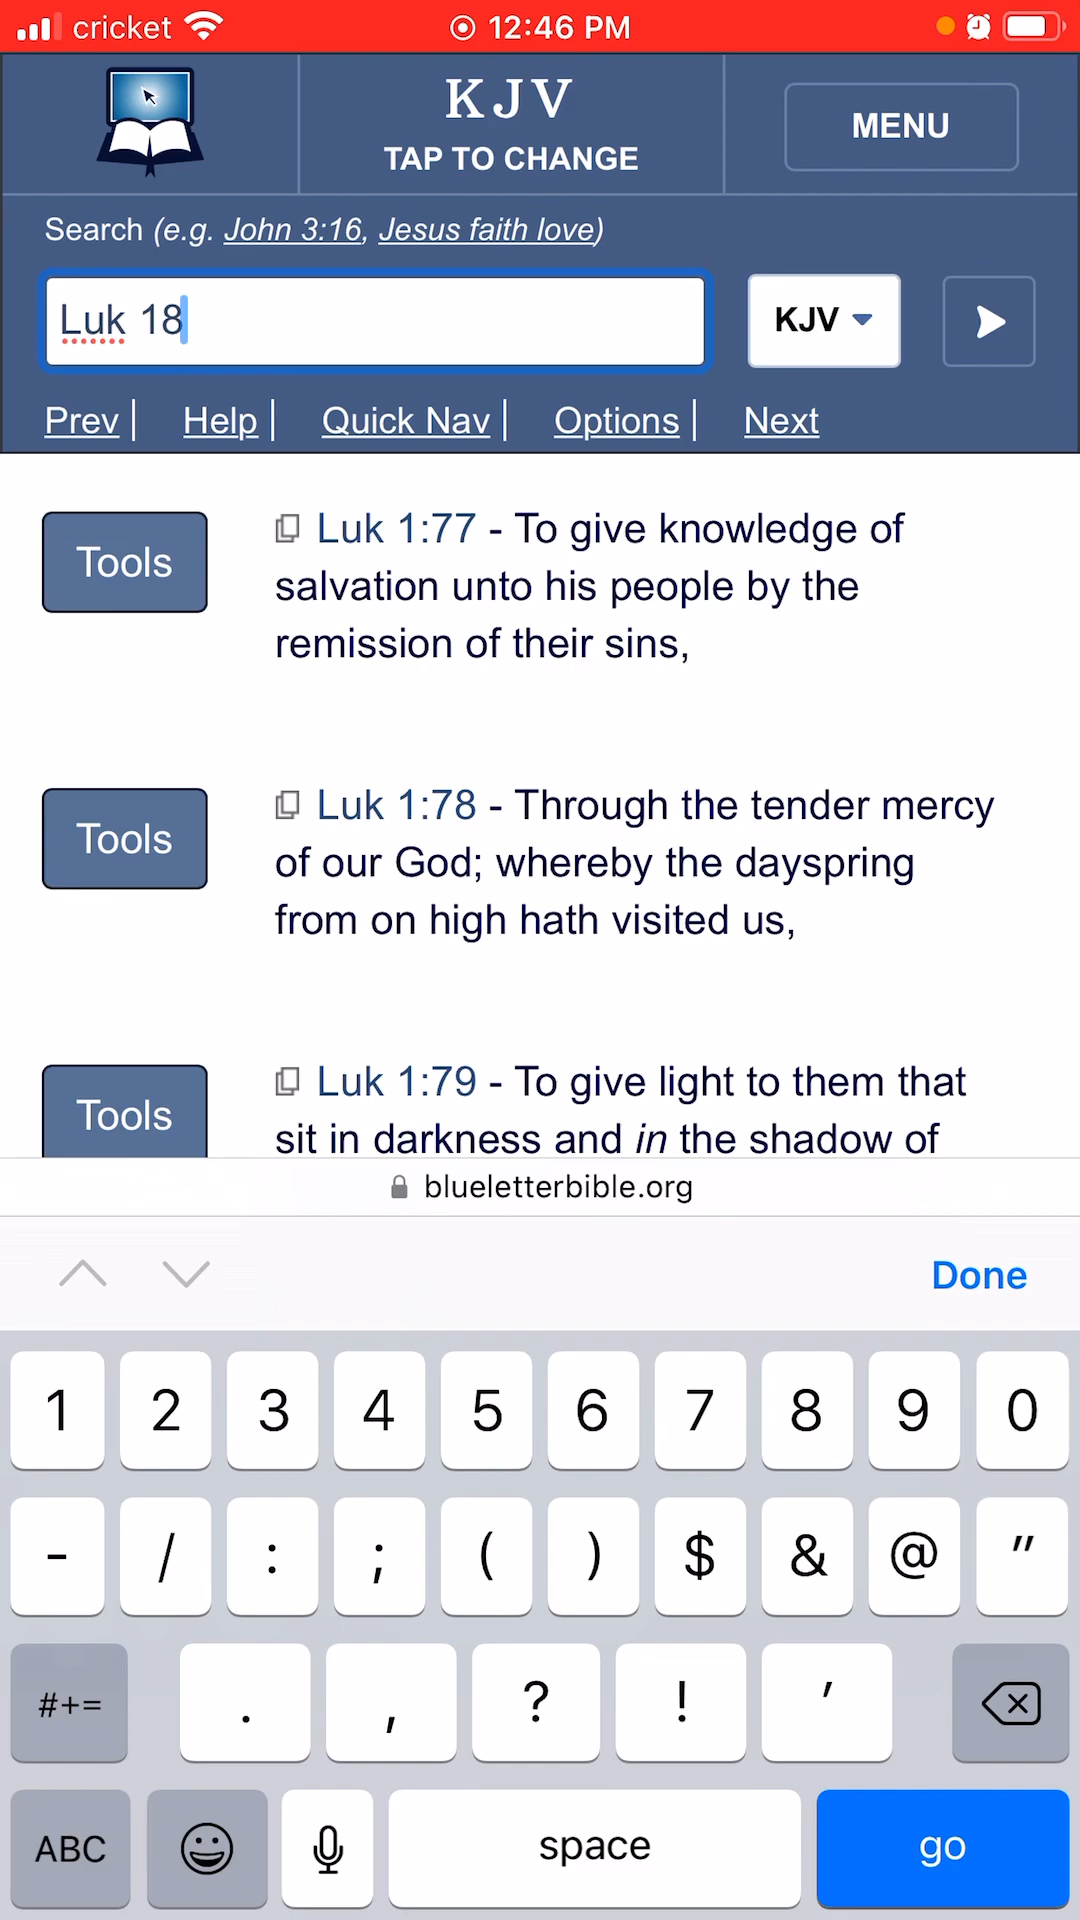 cricket 12:46 PM
KJV
TAP TO CHANGE
MENU
Search (e.g. John 3:16, Jesus faith love)
Luk 18
KJV
Prev | Help | Quick Nav | Options | Next
Tools
Luk 1:77 - To give knowledge of
salvation unto his people by the
remission of their sins,
Tools
Luk 1:78 - Through the tender mercy
of our God; whereby the dayspring
from on high hath visited us,
Tools
Luk 1:79 - To give light to them that
sit in darkness and in the shadow of
blueletterbible.org
Done
1 2 3 4 5 6 7 8 9 0
- / : ; ( ) $ & @ "
#+= . , ? ! '
ABC space go